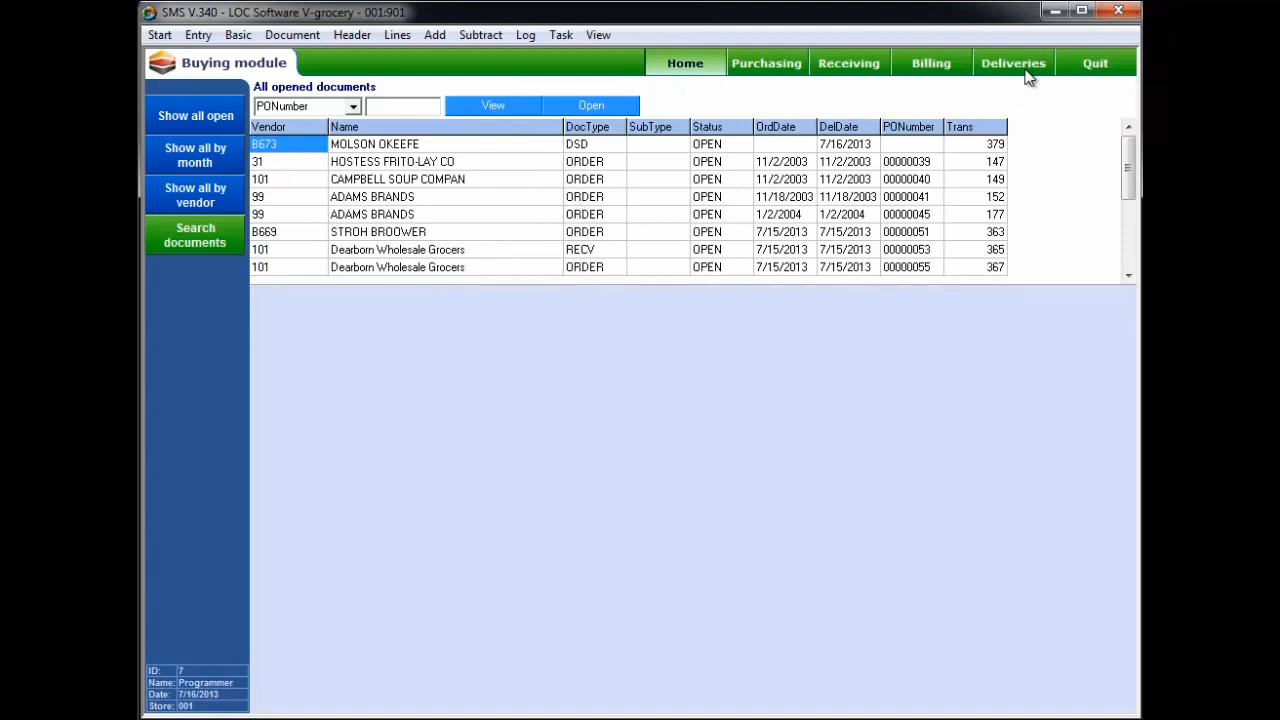 SMS V.340 - LOC Software V-grocery - 001:901
Start Entry Basic Document Header Lines Add Subtract Log Task View
Buying module Home Purchasing Receiving Billing Deliveries Quit
All opened documents
PONumber View Open
Vendor Name DocType SubType Status OrdDate DelDate PONumber Trans
B673 MOLSON OKEEFE DSD OPEN 7/16/2013 379
31 HOSTESS FRITO-LAY CO ORDER OPEN 11/2/2003 11/2/2003 00000039 147
101 CAMPBELL SOUP COMPAN ORDER OPEN 11/2/2003 11/2/2003 00000040 149
99 ADAMS BRANDS ORDER OPEN 11/18/2003 11/18/2003 00000041 152
99 ADAMS BRANDS ORDER OPEN 1/2/2004 1/2/2004 00000045 177
B669 STROH BROOWER ORDER OPEN 7/15/2013 7/15/2013 00000051 363
101 Dearborn Wholesale Grocers RECV OPEN 7/15/2013 7/15/2013 00000053 365
101 Dearborn Wholesale Grocers ORDER OPEN 7/15/2013 7/15/2013 00000055 367
Show all open
Show all by
month
Show all by
vendor
Search
documents
ID: 7
Name: Programmer
Date: 7/16/2013
Store: 001